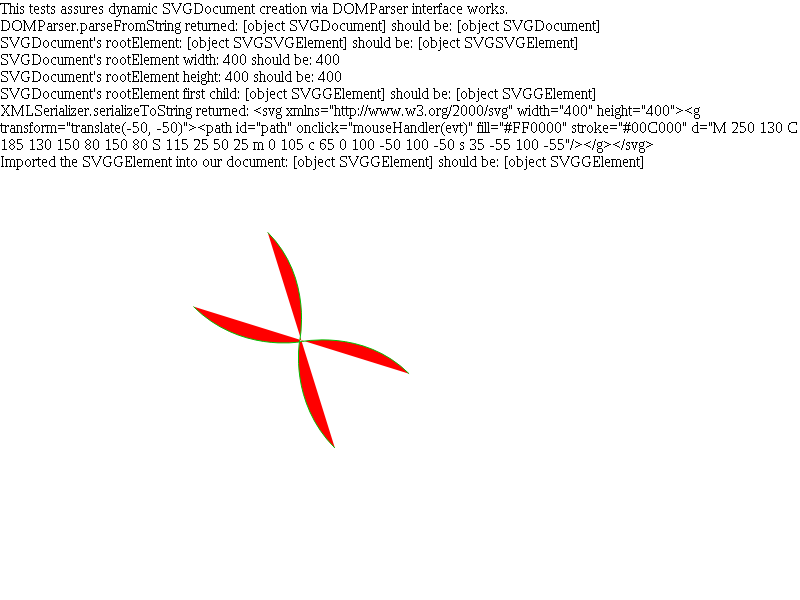 This tests assures dynamic SVGDocument creation via DOMParser interface works.
DOMParser.parseFromString returned: [object SVGDocument] should be: [object SVGDocument]
SVGDocument's rootElement: [object SVGSVGElement] should be: [object SVGSVGElement]
SVGDocument's rootElement width: 400 should be: 400
SVGDocument's rootElement height: 400 should be: 400
SVGDocument's rootElement first child: [object SVGGElement] should be: [object SVGGElement]
XMLSerializer.serializeToString returned: <svg xmlns="http://www.w3.org/2000/svg" width="400" height="400"><g
transform="translate(-50, -50)"><path id="path" onclick="mouseHandler(evt)" fill="#FF0000" stroke="#00C000" d="M 250 130 C
185 130 150 80 150 80 S 115 25 50 25 m 0 105 c 65 0 100 -50 100 -50 s 35 -55 100 -55"/></g></svg>
Imported the SVGGElement into our document: [object SVGGElement] should be: [object SVGGElement]